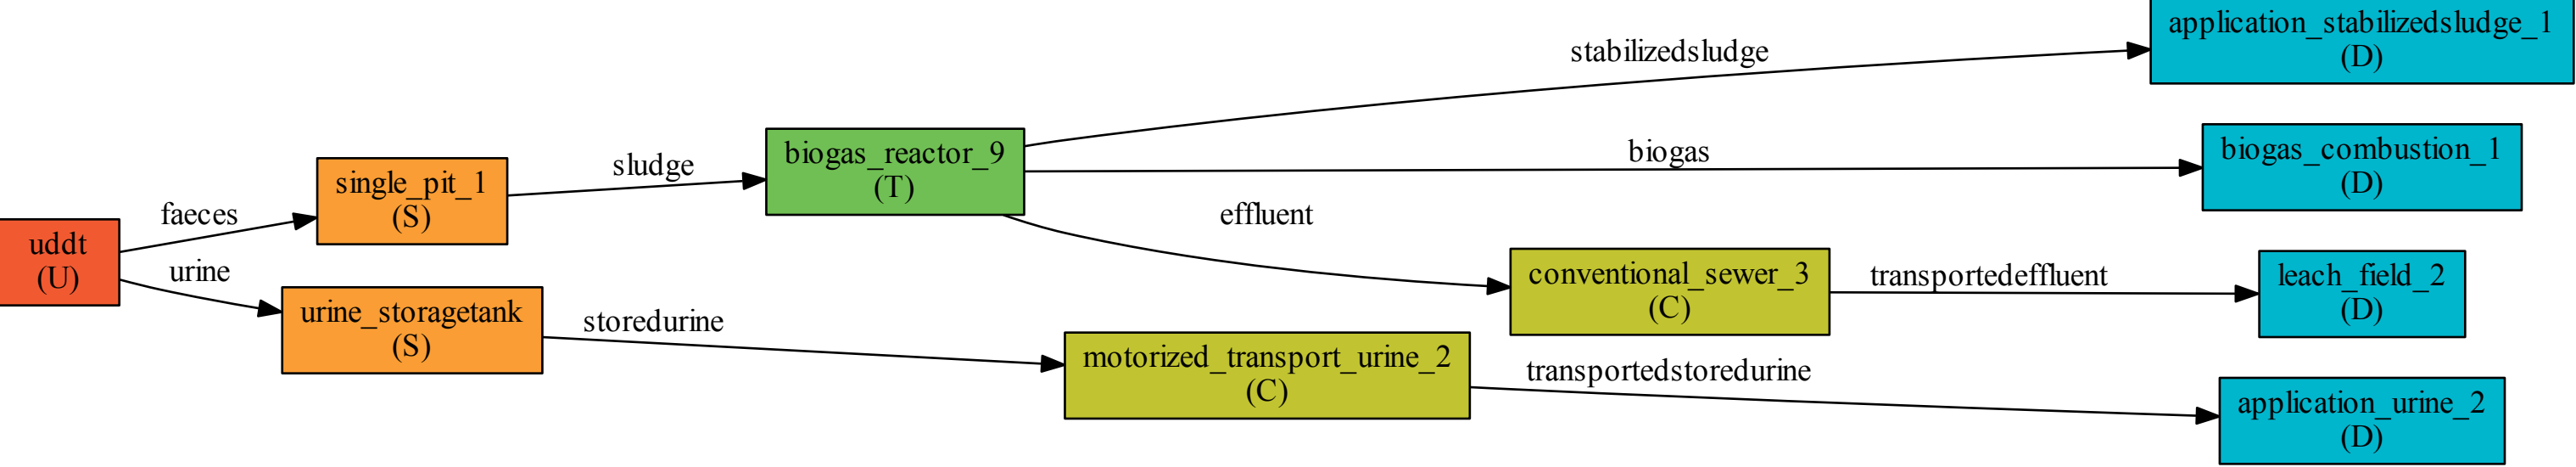 uddt
(U)
faeces
urine
single_pit_1
(S)
urine_storagetank
(S)
sludge
storedurine
biogas_reactor_9
(T)
motorized_transport_urine_2
(C)
stabilizedsludge
biogas
effluent
conventional_sewer_3
(C)
transportedeffluent
transportedstoredurine
application_stabilizedsludge_1
(D)
biogas_combustion_1
(D)
leach_field_2
(D)
application_urine_2
(D)